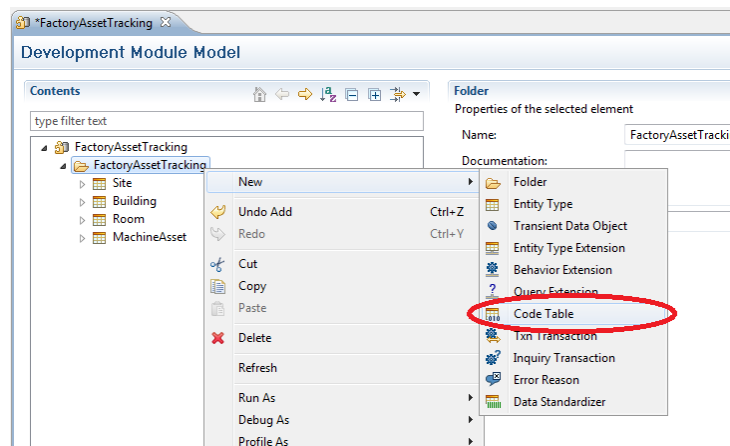 *FactoryAssetTracking
Development Module Model
Contents
type filter text
FactoryAssetTracking
FactoryAssetTracking
Site
Building
Room
MachineAsset
New
Undo Add Ctrl+Z
Redo Ctrl+Y
Cut
Copy
Paste
Delete
Refresh
Run As
Debug As
Profile As
Folder
Properties of the selected element
Name: FactoryAssetTracki
Documentation:
Folder
Entity Type
Transient Data Object
Entity Type Extension
Behavior Extension
Query Extension
Code Table
Txn Transaction
Inquiry Transaction
Error Reason
Data Standardizer